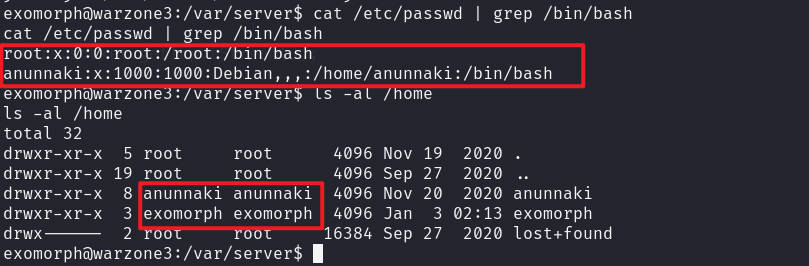 exomorph@warzone3:/var/server$ cat /etc/passwd | grep /bin/bash
cat /etc/passwd | grep /bin/bash
root:x:0:0:root:/root:/bin/bash
anunnaki:x:1000:1000:Debian,,,:/home/anunnaki:/bin/bash
exomorph@warzone3:/var/server$ ls -al /home
ls -al /home
total 32
drwxr-xr-x  5 root     root      4096 Nov 19  2020 .
drwxr-xr-x 19 root     root      4096 Sep 27  2020 ..
drwxr-xr-x  8 anunnaki anunnaki  4096 Nov 20  2020 anunnaki
drwxr-xr-x  3 exomorph exomorph  4096 Jan  3 02:13 exomorph
drwx------  2 root     root     16384 Sep 27  2020 lost+found
exomorph@warzone3:/var/server$